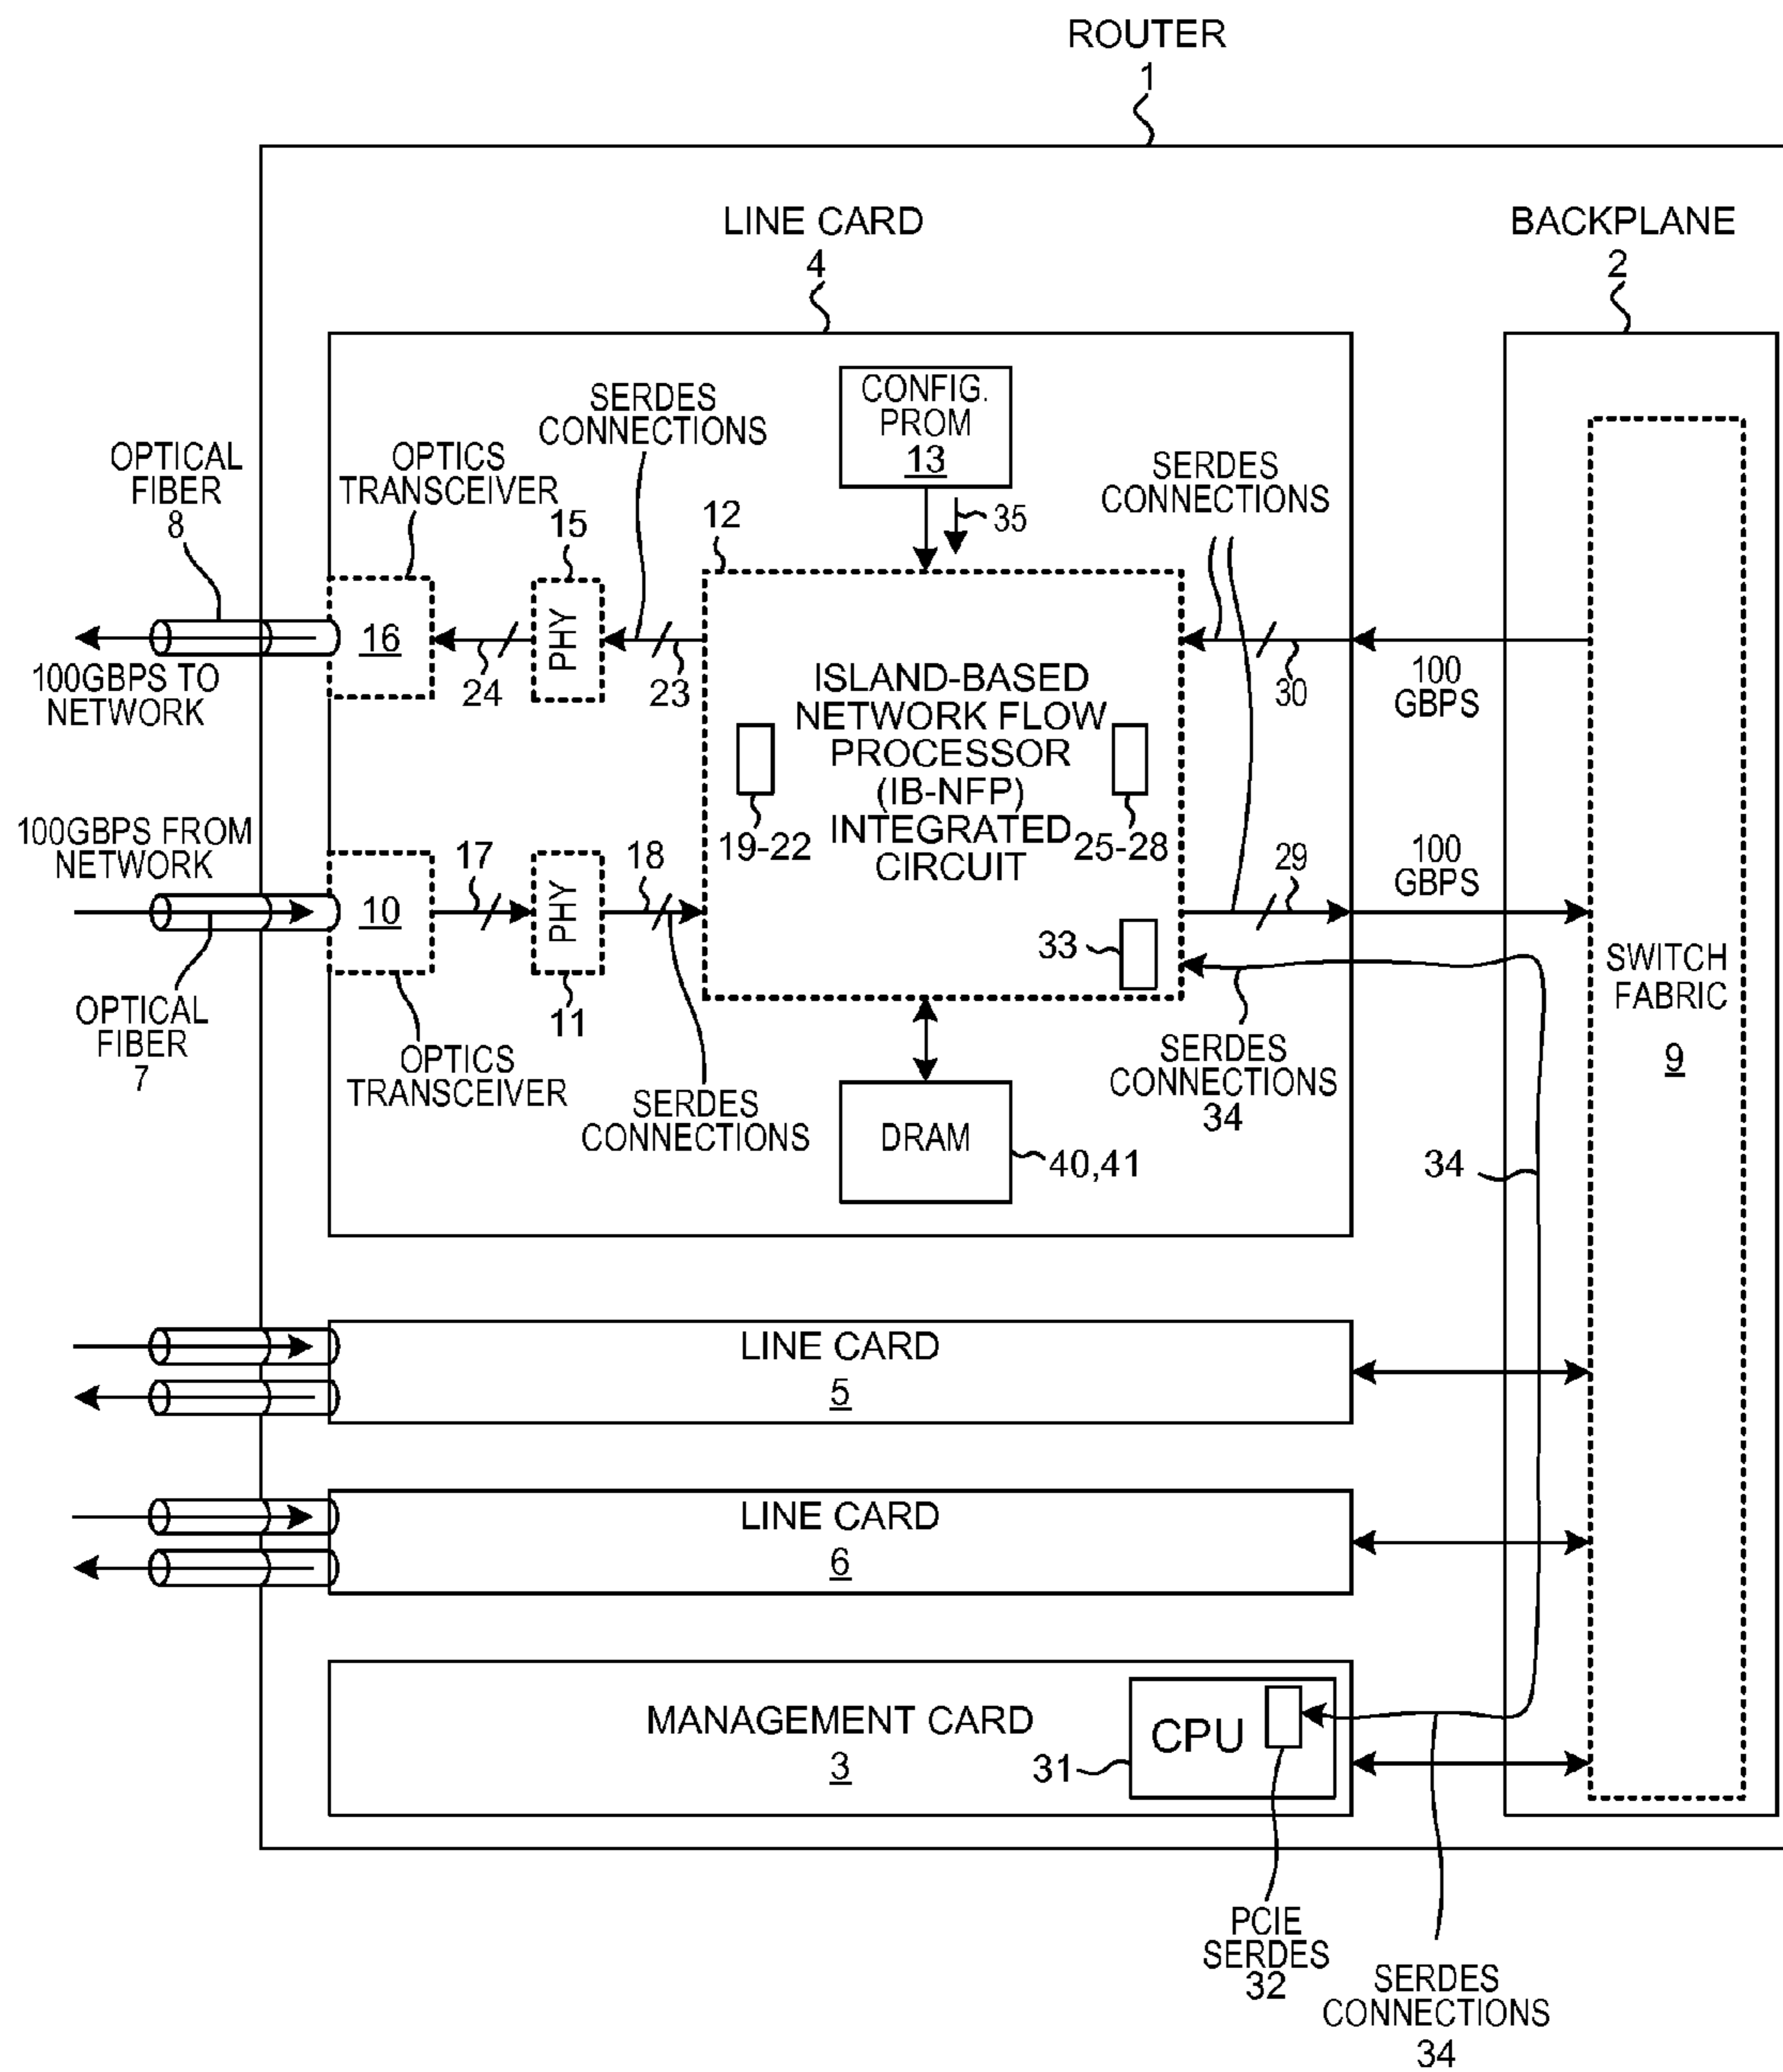 ROUTER
1
LINE CARD
4
BACKPLANE
2
CONFIG.
PROM
13
SERDES
CONNECTIONS
OPTICAL
FIBER
8
OPTICS
TRANSCEIVER
15
12
35
SERDES
CONNECTIONS
16
24
PHY
23
30
100
GBPS
100GBPS TO
NETWORK
ISLAND-BASED
NETWORK FLOW
PROCESSOR
(IB-NFP)
INTEGRATED
CIRCUIT
19-22
25-28
100GBPS FROM
NETWORK
10
17
PHY
18
29
100
GBPS
33
OPTICAL
FIBER
7
11
OPTICS
TRANSCEIVER
SERDES
CONNECTIONS
SERDES
CONNECTIONS
34
SWITCH
FABRIC
9
DRAM
40,41
34
LINE CARD
5
LINE CARD
6
MANAGEMENT CARD
3
31
CPU
PCIE
SERDES
32
SERDES
CONNECTIONS
34